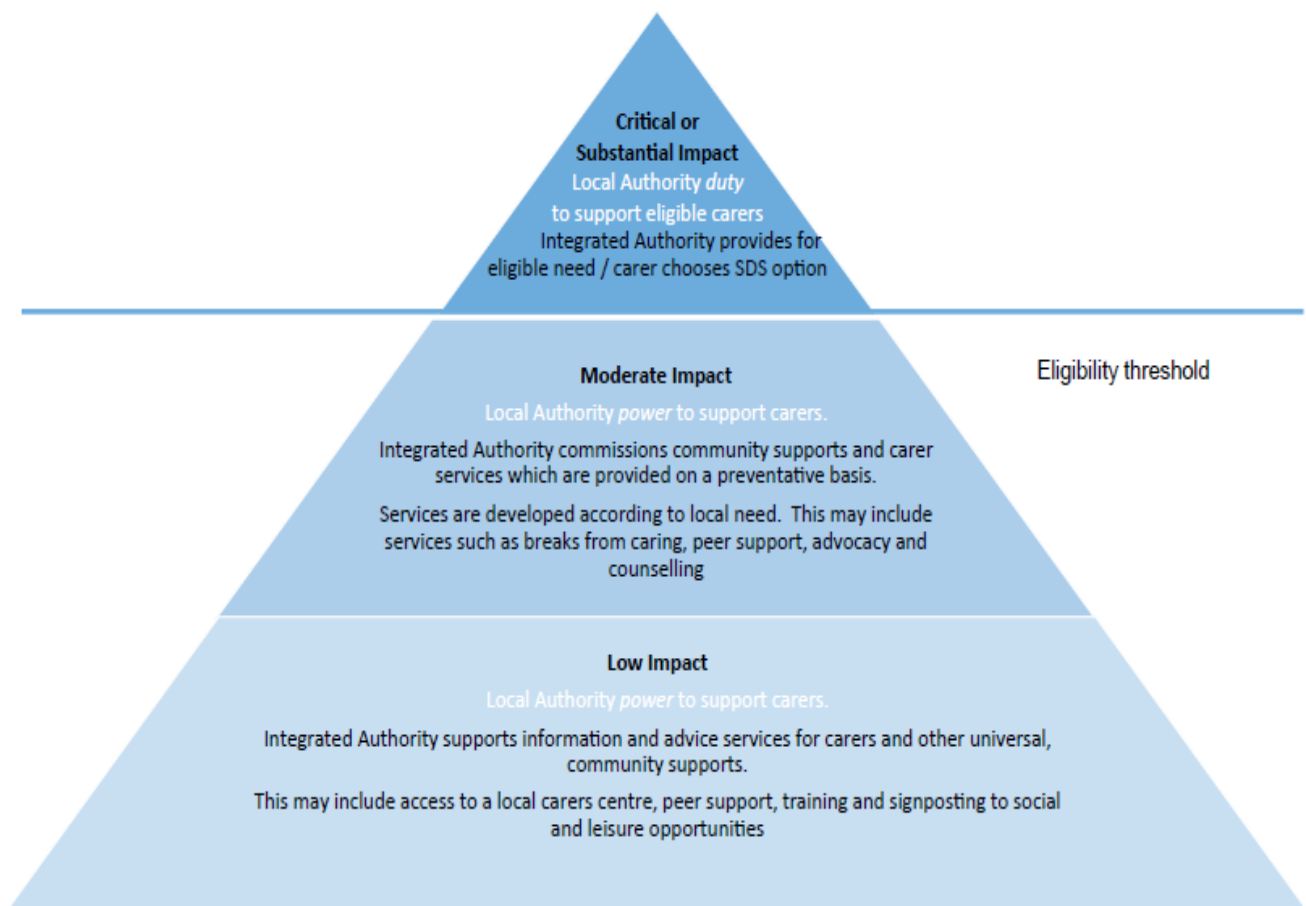 Critical or
Substantial Impact
Local Authority duty
to support eligible carers
Integrated Authority provides for
eligible need / carer chooses SDS option
Eligibility threshold
Moderate Impact
Local Authority power to support carers.
Integrated Authority commissions community supports and carer
services which are provided on a preventative basis.
Services are developed according to local need.  This may include
services such as breaks from caring, peer support, advocacy and
counselling
Low Impact
Local Authority power to support carers.
Integrated Authority supports information and advice services for carers and other universal,
community supports.
This may include access to a local carers centre, peer support, training and signposting to social
and leisure opportunities